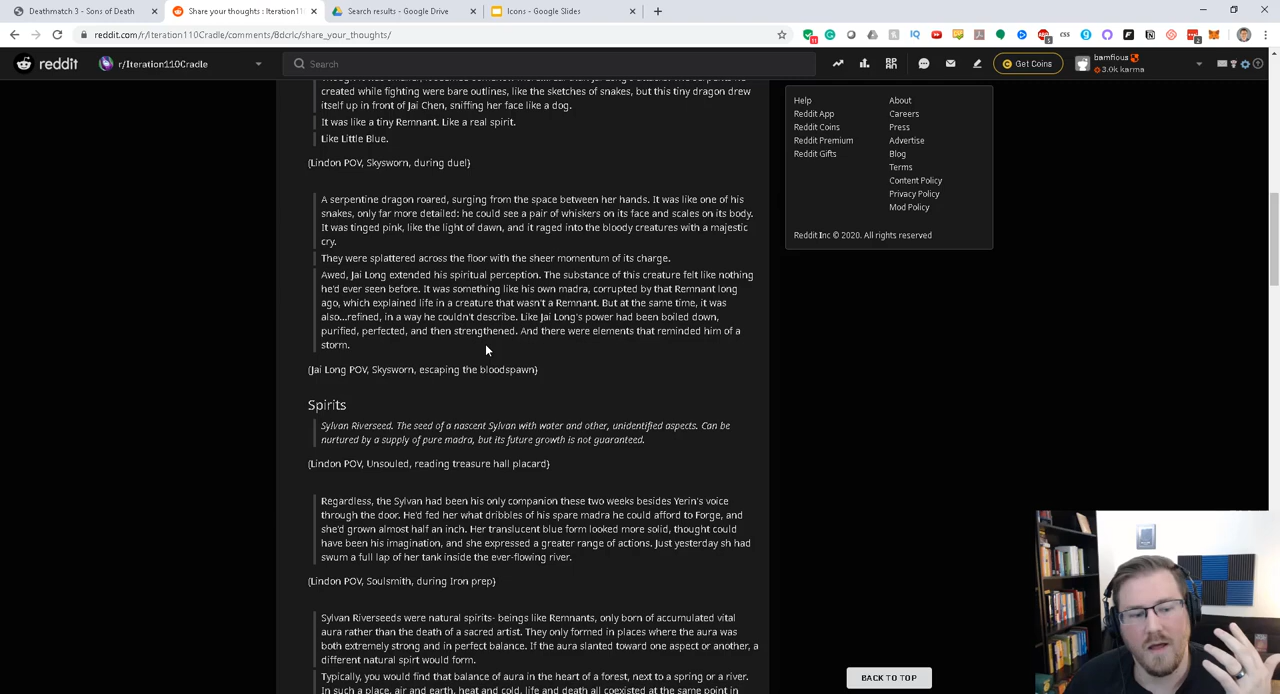 Deathmatch 3 - Sons of Death
Share your thoughts : Iteration110
Search results - Google Drive
Icons - Google Slides
reddit.com/r/Iteration110Cradle/comments/8dcrlc/share_your_thoughts/
reddit
r/Iteration110Cradle
Search
Get Coins
bamfious
3.0k karma
created while fighting were bare outlines, like the sketches of snakes, but this tiny dragon drew
itself up in front of Jai Chen, sniffing her face like a dog.
It was like a tiny Remnant. Like a real spirit.
Like Little Blue.
{Lindon POV, Skysworn, during duel}
A serpentine dragon roared, surging from the space between her hands. It was like one of his
snakes, only far more detailed: he could see a pair of whiskers on its face and scales on its body.
It was tinged pink, like the light of dawn, and it raged into the bloody creatures with a majestic
cry.
They were splattered across the floor with the sheer momentum of its charge.
Awed, Jai Long extended his spiritual perception. The substance of this creature felt like nothing
he'd ever seen before. It was something like his own madra, corrupted by that Remnant long
ago, which explained life in a creature that wasn't a Remnant. But at the same time, it was
also...refined, in a way he couldn't describe. Like Jai Long's power had been boiled down,
purified, perfected, and then strengthened. And there were elements that reminded him of a
storm.
{Jai Long POV, Skysworn, escaping the bloodspawn}
Spirits
Sylvan Riverseed. The seed of a nascent Sylvan with water and other, unidentified aspects. Can be
nurtured by a supply of pure madra, but its future growth is not guaranteed.
{Lindon POV, Unsouled, reading treasure hall placard}
Regardless, the Sylvan had been his only companion these two weeks besides Yerin's voice
through the door. He'd fed her what dribbles of his spare madra he could afford to Forge, and
she'd grown almost half an inch. Her translucent blue form looked more solid, thought could
have been his imagination, and she expressed a greater range of actions. Just yesterday sh had
swum a full lap of her tank inside the ever-flowing river.
{Lindon POV, Soulsmith, during Iron prep}
Sylvan Riverseeds were natural spirits- beings like Remnants, only born of accumulated vital
aura rather than the death of a sacred artist. They only formed in places where the aura was
both extremely strong and in perfect balance. If the aura slanted toward one aspect or another, a
different natural spirt would form.
Typically, you would find that balance of aura in the heart of a forest, next to a spring or a river.
In such a place, air and earth, heat and cold, life and death all coexisted at the same point in
Help
About
Reddit App
Careers
Reddit Coins
Press
Reddit Premium
Advertise
Reddit Gifts
Blog
Terms
Content Policy
Privacy Policy
Mod Policy
Reddit Inc © 2020. All rights reserved
BACK TO TOP